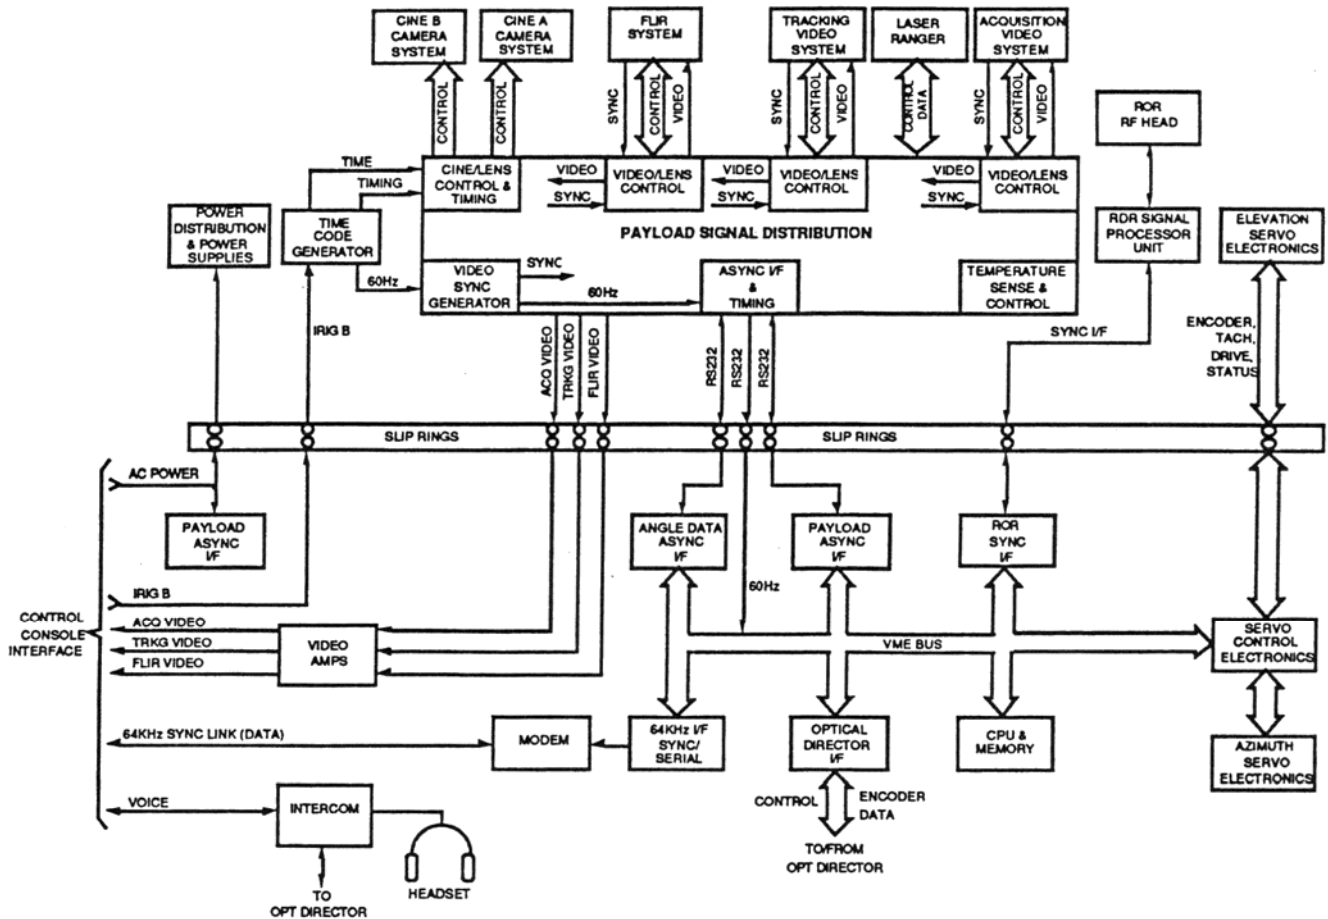 CINE B
CAMERA
SYSTEM
CINE A
CAMERA
SYSTEM
FLIR
SYSTEM
TRACKING
VIDEO
SYSTEM
LASER
RANGER
ACQUISITION
VIDEO
SYSTEM
CONTROL
CONTROL
SYNC
CONTROL
VIDEO
SYNC
CONTROL
VIDEO
CONTROL
DATA
SYNC
CONTROL
VIDEO
ROR
RF HEAD
TIME
TIMING
CINE/LENS
CONTROL &
TIMING
VIDEO
SYNC
VIDEO/LENS
CONTROL
VIDEO
SYNC
VIDEO/LENS
CONTROL
VIDEO
SYNC
VIDEO/LENS
CONTROL
POWER
DISTRIBUTION
& POWER
SUPPLIES
TIME
CODE
GENERATOR
PAYLOAD SIGNAL DISTRIBUTION
RDR SIGNAL
PROCESSOR
UNIT
ELEVATION
SERVO
ELECTRONICS
60Hz
VIDEO
SYNC
GENERATOR
SYNC
60Hz
ASYNC I/F
&
TIMING
TEMPERATURE
SENSE &
CONTROL
IRIG B
ACQ VIDEO
TRKG VIDEO
FLIR VIDEO
RS232
RS232
RS232
SYNC I/F
ENCODER,
TACH,
DRIVE,
STATUS
SLIP RINGS
SLIP RINGS
AC POWER
PAYLOAD
ASYNC
I/F
ANGLE DATA
ASYNC
I/F
PAYLOAD
ASYNC
I/F
ROR
SYNC
I/F
60Hz
IRIG B
CONTROL
CONSOLE
INTERFACE
ACQ VIDEO
TRKG VIDEO
FLIR VIDEO
VIDEO
AMPS
VME BUS
SERVO
CONTROL
ELECTRONICS
64KHz SYNC LINK (DATA)
MODEM
64KHz I/F
SYNC/
SERIAL
OPTICAL
DIRECTOR
I/F
CPU &
MEMORY
AZIMUTH
SERVO
ELECTRONICS
VOICE
INTERCOM
CONTROL
ENCODER
DATA
TO/FROM
OPT DIRECTOR
HEADSET
TO
OPT DIRECTOR